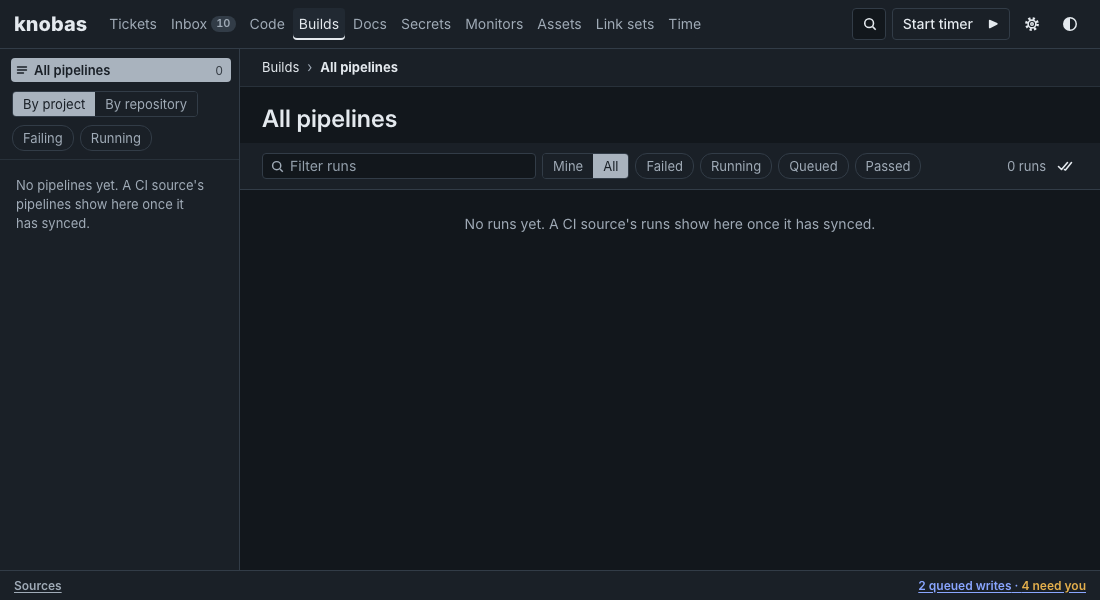 knobas
Tickets Inbox 10 Code Builds Docs Secrets Monitors Assets Link sets Time
Start timer
All pipelines 0
By project By repository
Failing Running
No pipelines yet. A CI source's
pipelines show here once it
has synced.
Builds › All pipelines
All pipelines
Filter runs Mine All Failed Running Queued Passed 0 runs
No runs yet. A CI source's runs show here once it has synced.
Sources
2 queued writes · 4 need you